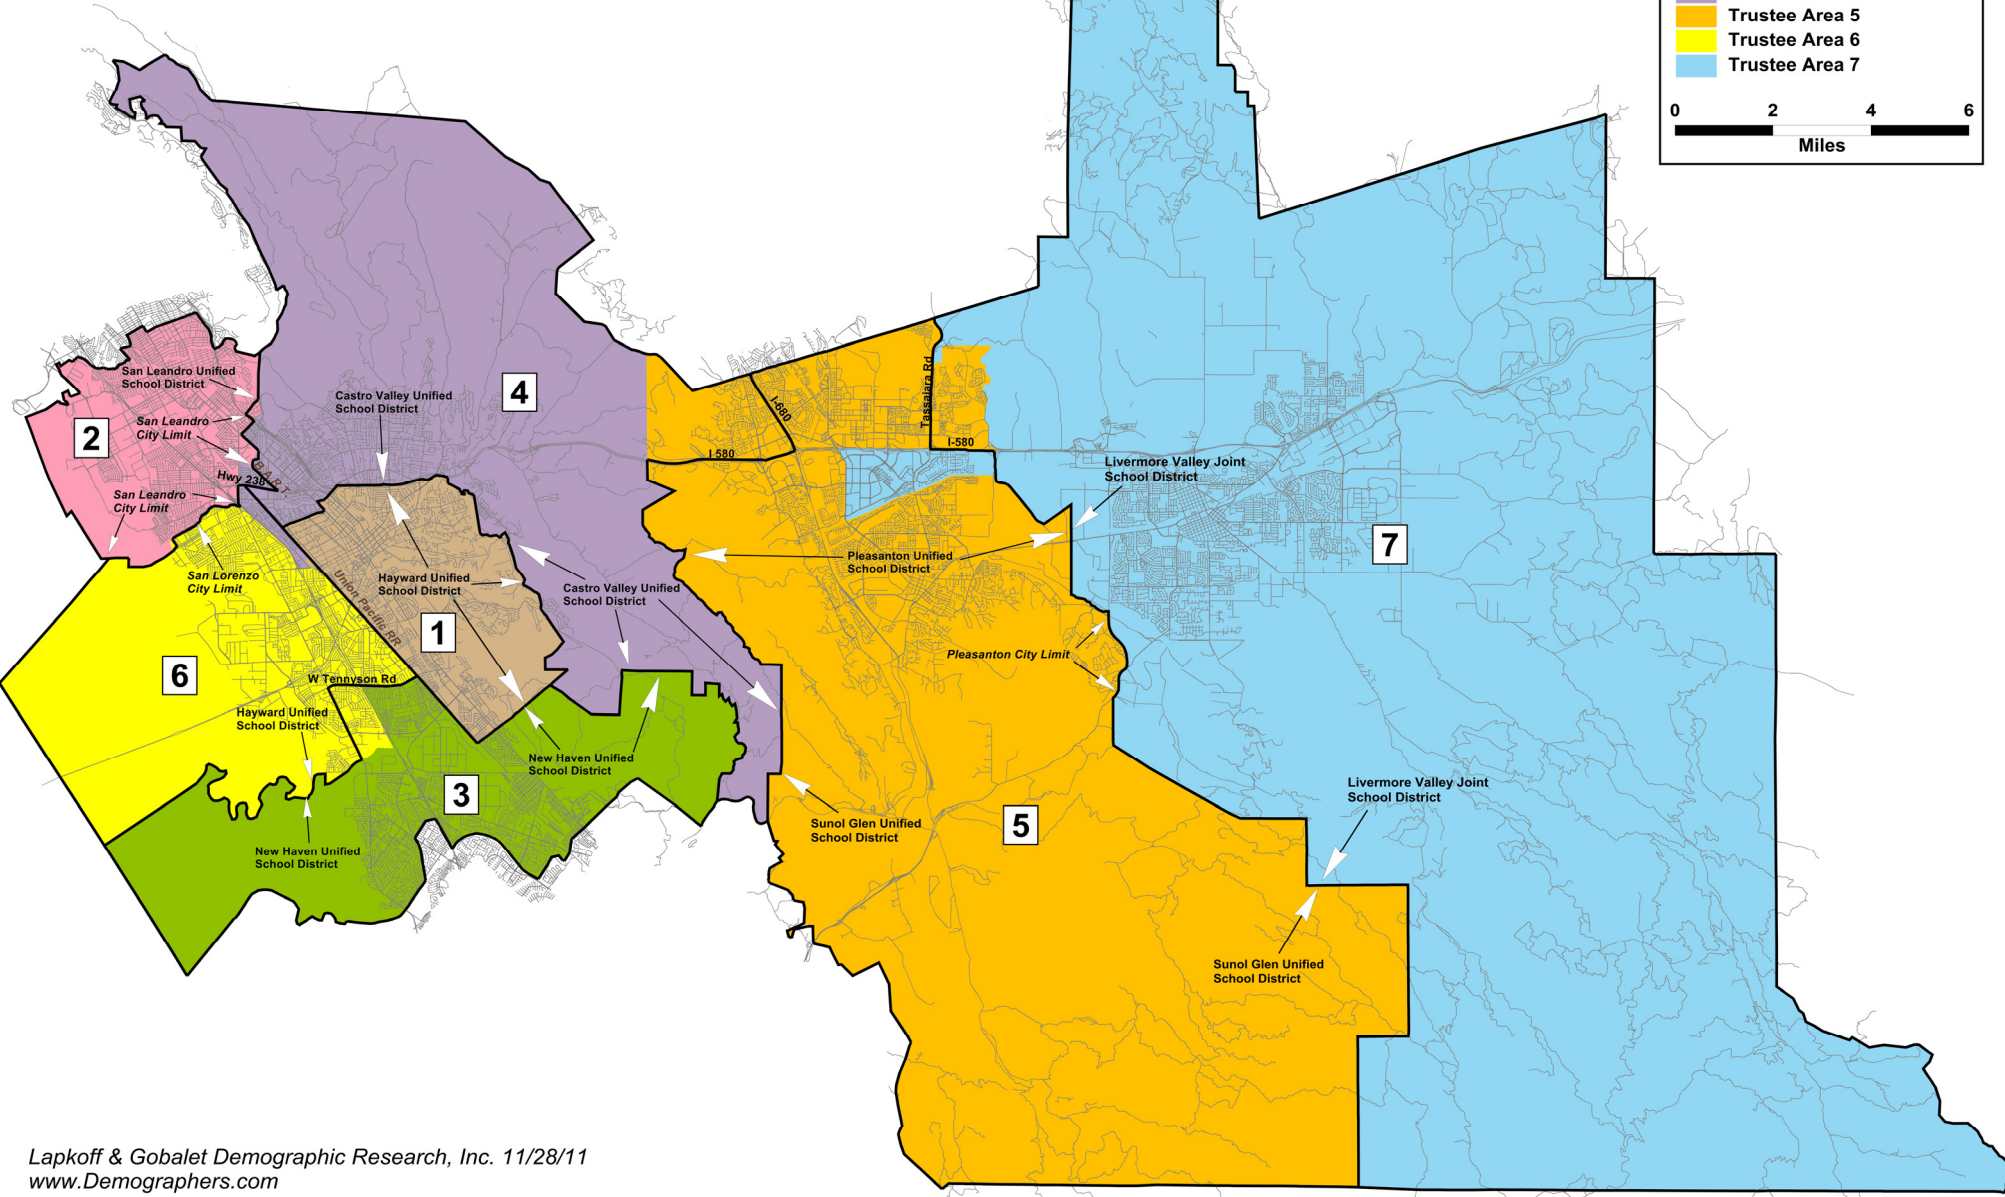 Trustee Area 5
Trustee Area 6
Trustee Area 7
0 2 4 6
Miles
San Leandro Unified
School District
Castro Valley Unified
School District
4
I-680
Tassajara Rd
San Leandro
City Limit
2
I-580
I 580
BART
Hwy 238
Livermore Valley Joint
School District
San Leandro
City Limit
7
Pleasanton Unified
School District
San Lorenzo
City Limit
Union Pacific RR
Hayward Unified
School District
Castro Valley Unified
School District
1
Pleasanton City Limit
6
W Tennyson Rd
Hayward Unified
School District
New Haven Unified
School District
3
Livermore Valley Joint
School District
5
Sunol Glen Unified
School District
New Haven Unified
School District
Sunol Glen Unified
School District
Lapkoff & Gobalet Demographic Research, Inc. 11/28/11
www.Demographers.com